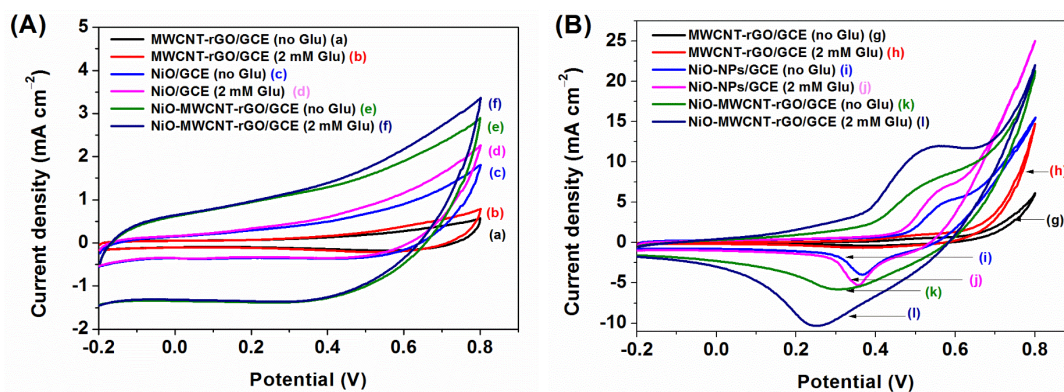 (A)
MWCNT-rGO/GCE (no Glu) (a)
MWCNT-rGO/GCE (2 mM Glu) (b)
NiO/GCE (no Glu) (c)
NiO/GCE (2 mM Glu) (d)
NiO-MWCNT-rGO/GCE (no Glu) (e)
NiO-MWCNT-rGO/GCE (2 mM Glu) (f)
(f)
(e)
(d)
(c)
(b)
(a)
5
4
3
2
1
0
-1
-2
-0.2 0.0 0.2 0.4 0.6 0.8
Current density (mA cm⁻²)
Potential (V)
(B)
MWCNT-rGO/GCE (no Glu) (g)
MWCNT-rGO/GCE (2 mM Glu) (h)
NiO-NPs/GCE (no Glu) (i)
NiO-NPs/GCE (2 mM Glu) (j)
NiO-MWCNT-rGO/GCE (no Glu) (k)
NiO-MWCNT-rGO/GCE (2 mM Glu) (l)
(h)
(g)
(i)
(j)
(k)
(l)
25
20
15
10
5
0
-5
-10
-0.2 0.0 0.2 0.4 0.6 0.8
Current density (mA cm⁻²)
Potential (V)